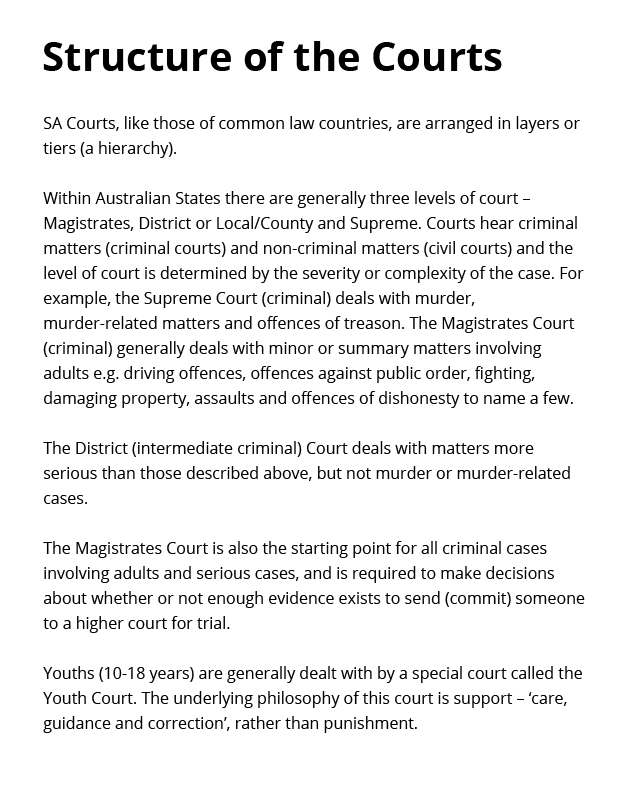 Structure of the Courts
SA Courts, like those of common law countries, are arranged in layers or
tiers (a hierarchy).
Within Australian States there are generally three levels of court –
Magistrates, District or Local/County and Supreme. Courts hear criminal
matters (criminal courts) and non-criminal matters (civil courts) and the
level of court is determined by the severity or complexity of the case. For
example, the Supreme Court (criminal) deals with murder,
murder-related matters and offences of treason. The Magistrates Court
(criminal) generally deals with minor or summary matters involving
adults e.g. driving offences, offences against public order, fighting,
damaging property, assaults and offences of dishonesty to name a few.
The District (intermediate criminal) Court deals with matters more
serious than those described above, but not murder or murder-related
cases.
The Magistrates Court is also the starting point for all criminal cases
involving adults and serious cases, and is required to make decisions
about whether or not enough evidence exists to send (commit) someone
to a higher court for trial.
Youths (10-18 years) are generally dealt with by a special court called the
Youth Court. The underlying philosophy of this court is support – ‘care,
guidance and correction’, rather than punishment.